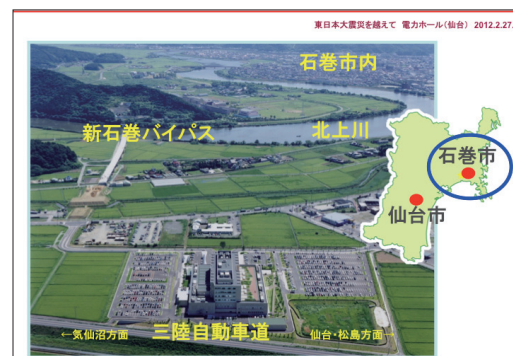 東日本大震災を越えて 電力ホール(仙台) 2012.2.27.
石巻市内
新石巻バイパス
北上川
石巻市
仙台市
三陸自動車道
←気仙沼方面
仙台・松島方面→